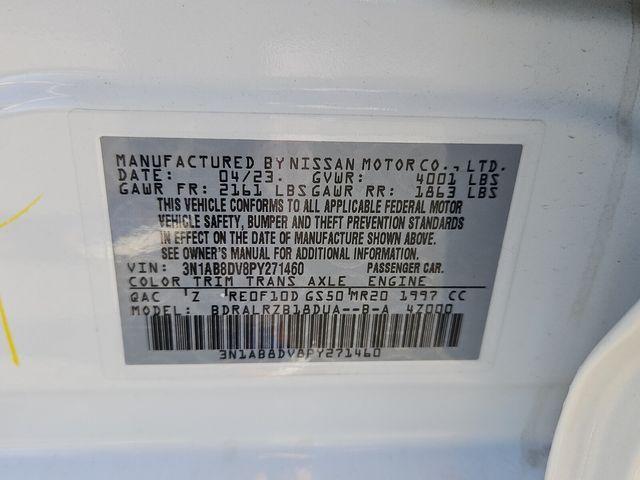 MANUFACTURED BY NISSAN MOTOR CO., LTD.
DATE: 04/23. GVWR: 4001 LBS
GAWR FR: 2161 LBS GAWR RR: 1863 LBS
THIS VEHICLE CONFORMS TO ALL APPLICABLE FEDERAL MOTOR
VEHICLE SAFETY, BUMPER AND THEFT PREVENTION STANDARDS
IN EFFECT ON THE DATE OF MANUFACTURE SHOWN ABOVE.
SEE OWNER'S MANUAL FOR ADDITIONAL INFORMATION.
VIN: 3N1AB8DV8PY271460 PASSENGER CAR.
COLOR TRIM TRANS AXLE ENGINE
QAC Z RE0F10D GS50 MR20 1997 CC
MODEL: BDRALRZB18DUA--B-A 4Z000
3N1AB8DV8PY271460